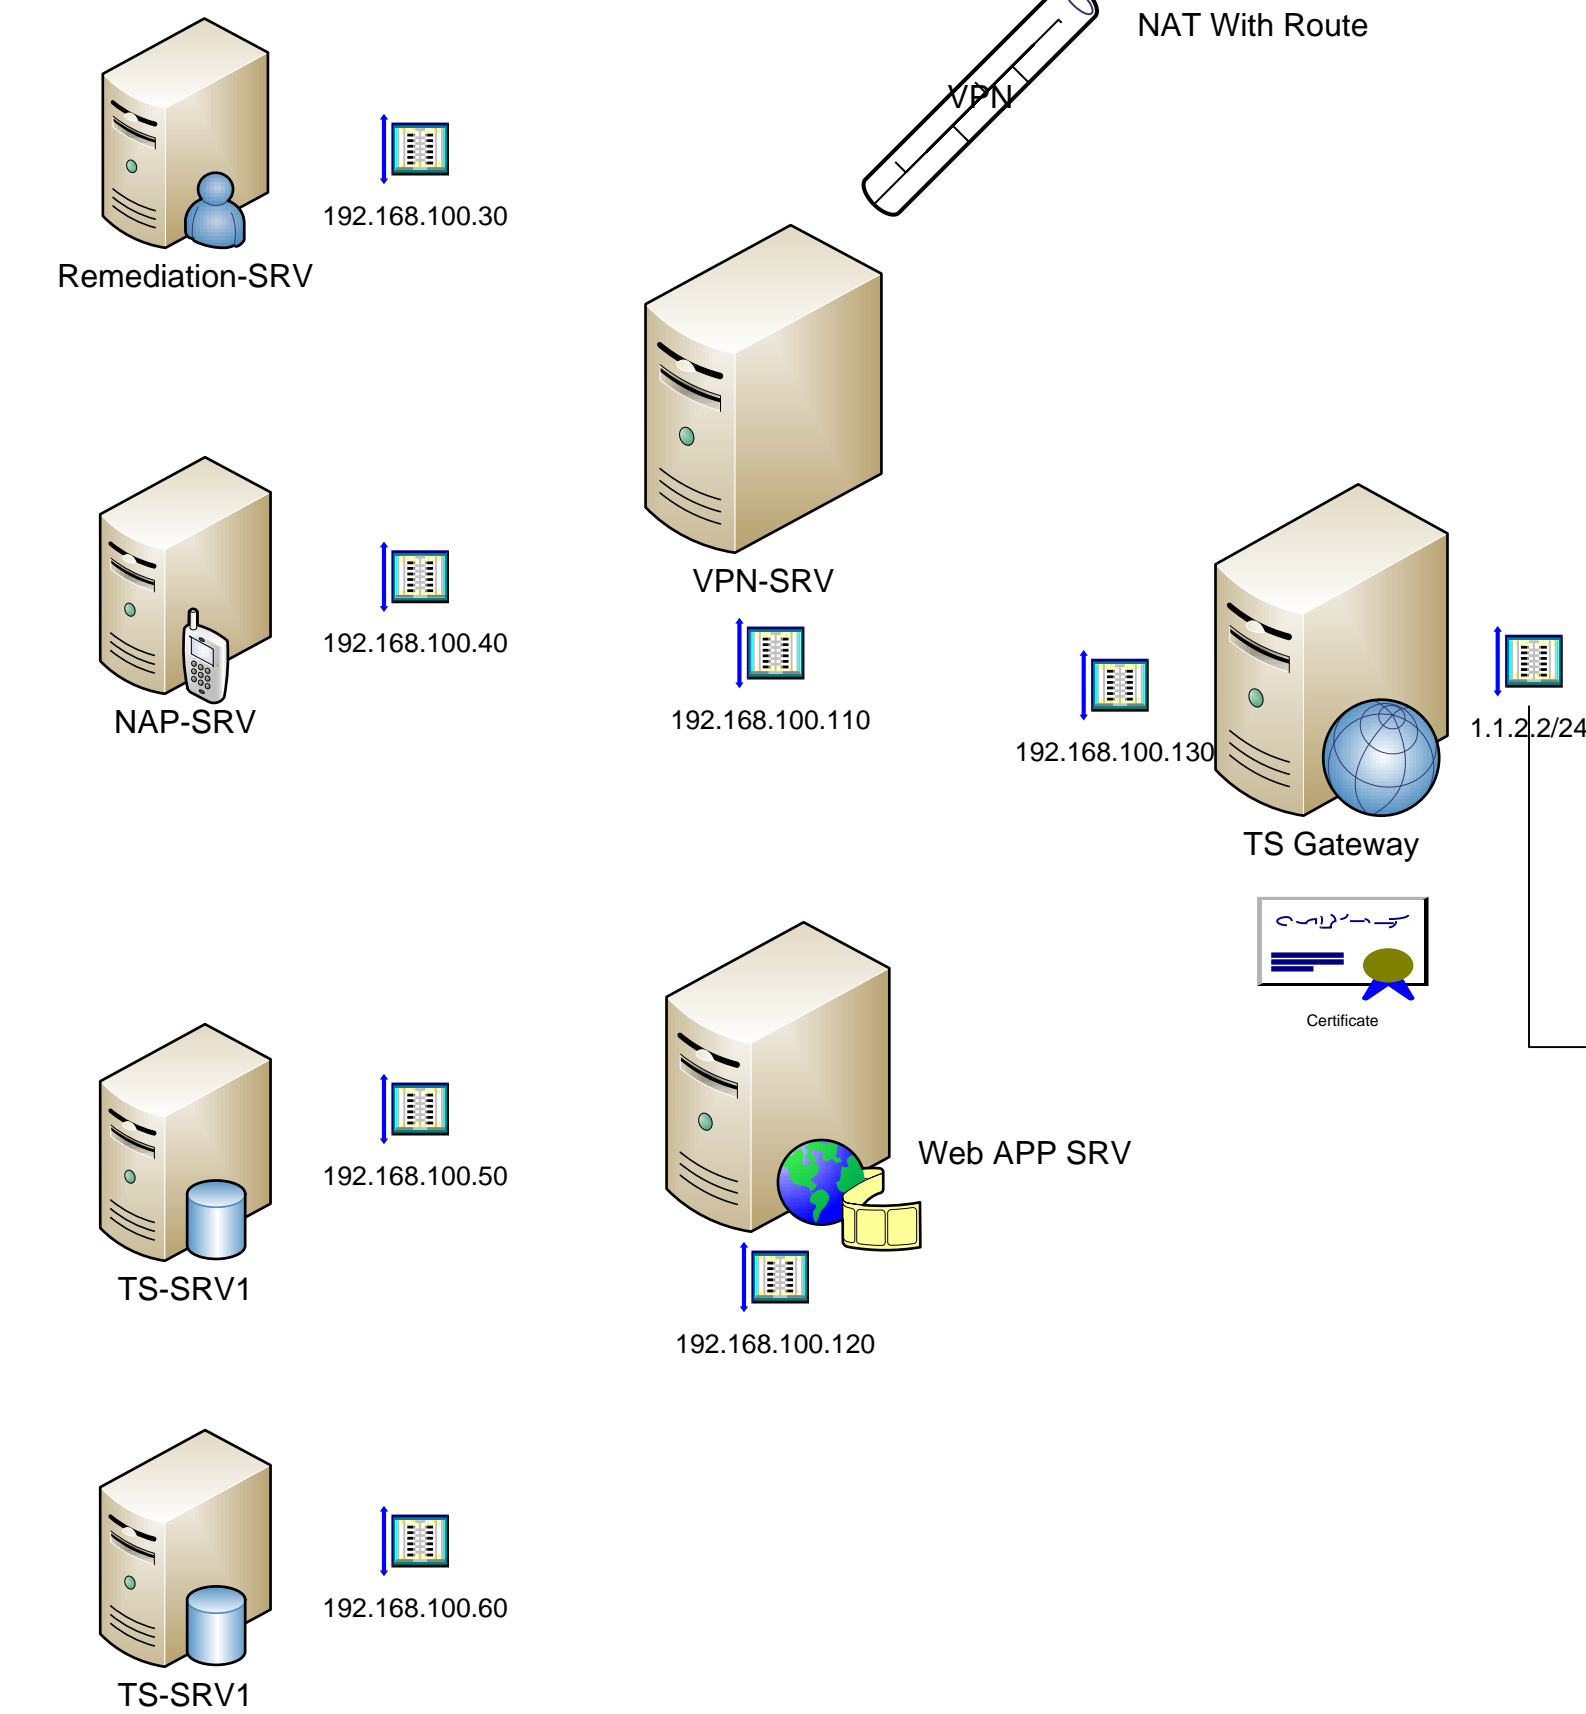 NAT With Route
VPN
192.168.100.30
Remediation-SRV
VPN-SRV
192.168.100.40
NAP-SRV
192.168.100.110
192.168.100.130
1.1.2.2/24
TS Gateway
Certificate
192.168.100.50
Web APP SRV
TS-SRV1
192.168.100.120
192.168.100.60
TS-SRV1